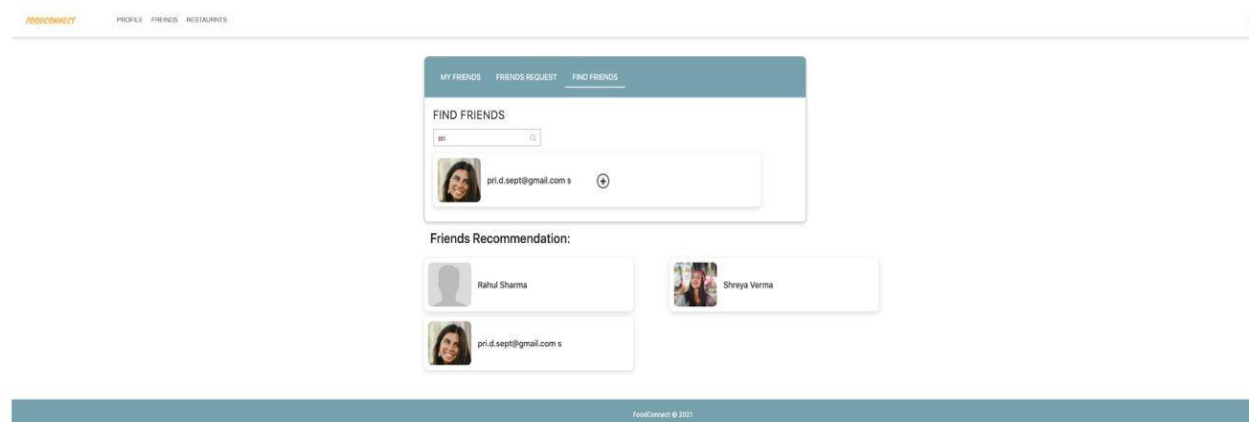 FOODCONNECT PROFILE FREINDS RESTAURNTS
MY FRIENDS FRIENDS REQUEST FIND FRIENDS
FIND FRIENDS
pri
pri.d.sept@gmail.com s
Friends Recommendation:
Rahul Sharma Shreya Verma
pri.d.sept@gmail.com s
FoodConnect © 2021